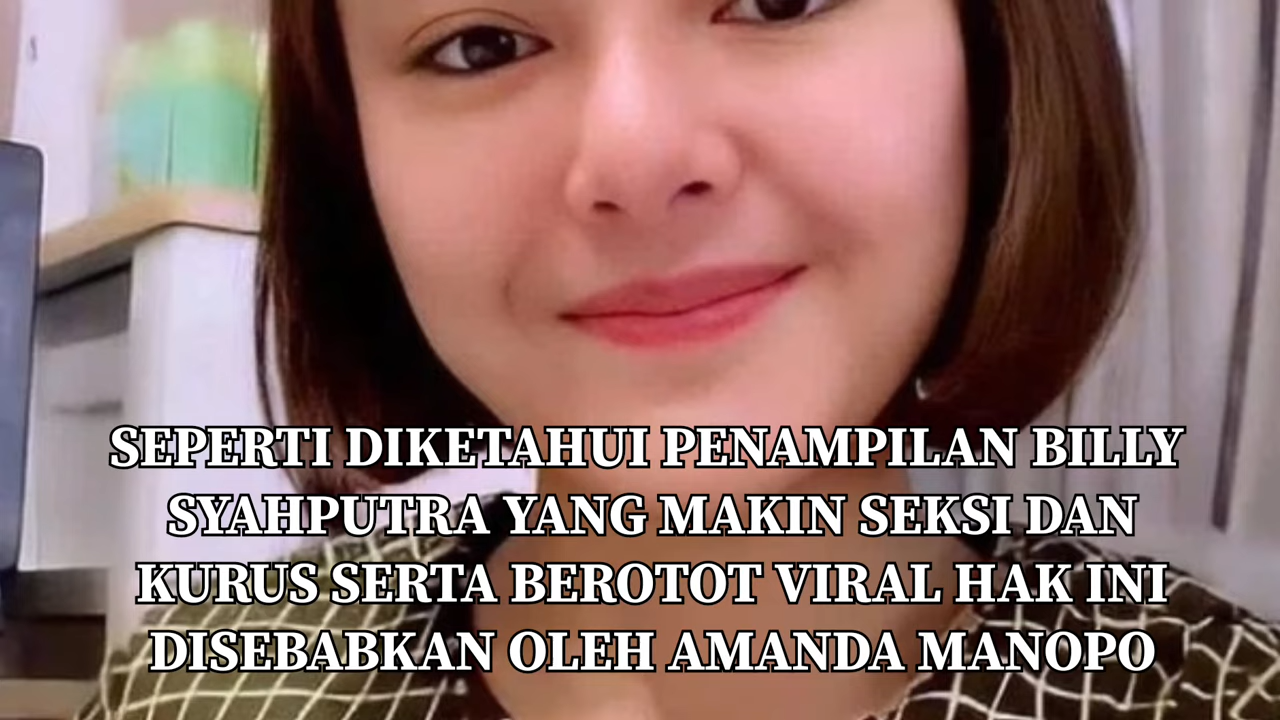 SEPERTI DIKETAHUI PENAMPILAN BILLY
SYAHPUTRA YANG MAKIN SEKSI DAN
KURUS SERTA BEROTOT VIRAL HAK INI
DISEBABKAN OLEH AMANDA MANOPO